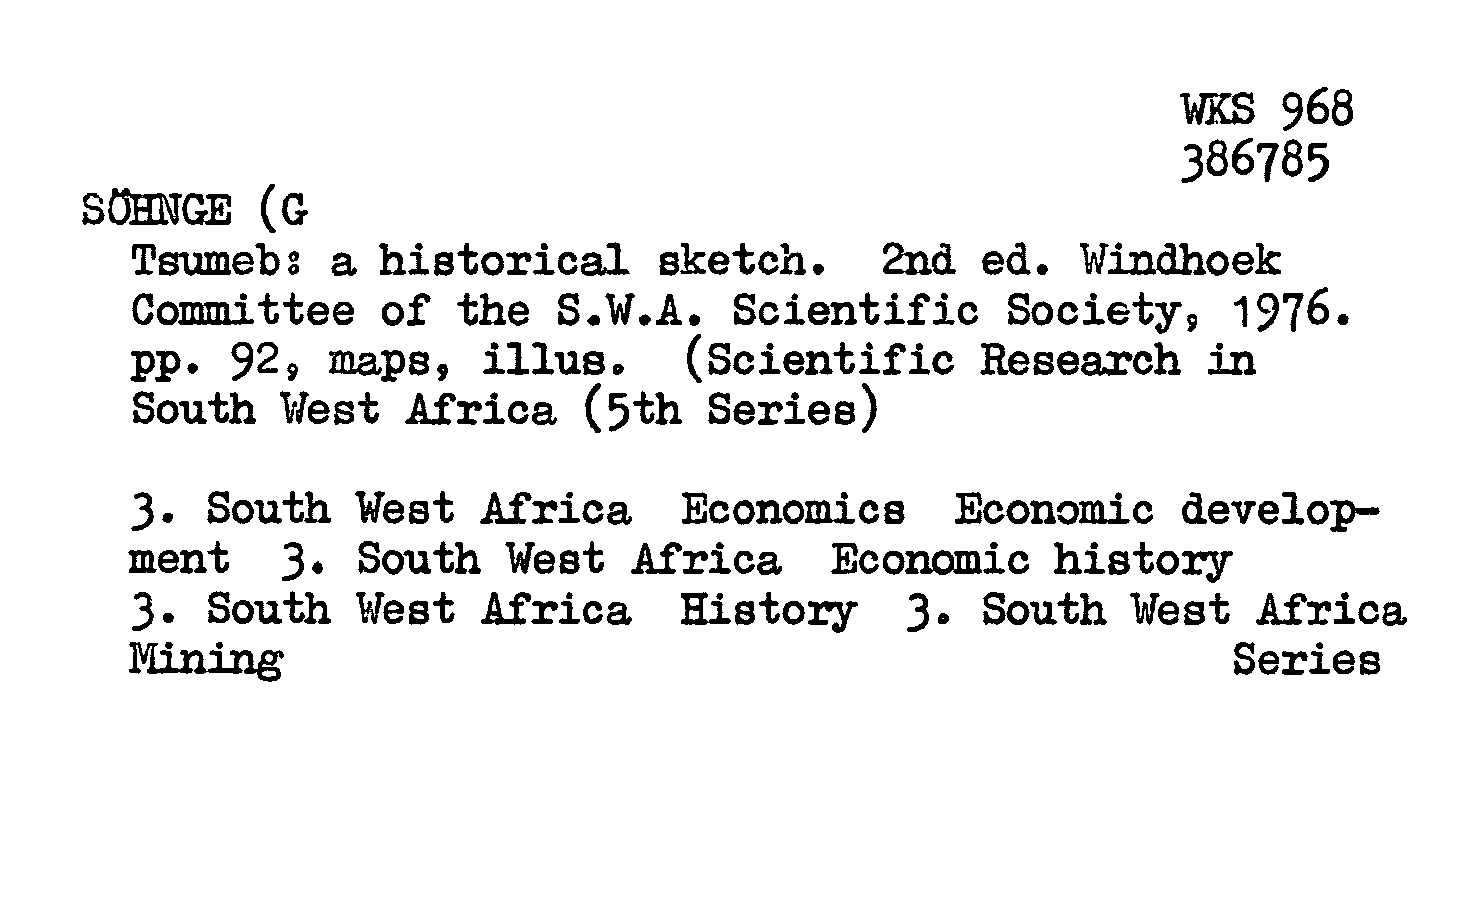 WKS 968
386785
SÖHNGE (G
Tsumeb: a historical sketch. 2nd ed. Windhoek
Committee of the S.W.A. Scientific Society, 1976.
pp. 92, maps, illus. (Scientific Research in
South West Africa (5th Series)
3. South West Africa Economics Economic develop-
ment 3. South West Africa Economic history
3. South West Africa History 3. South West Africa
Mining Series